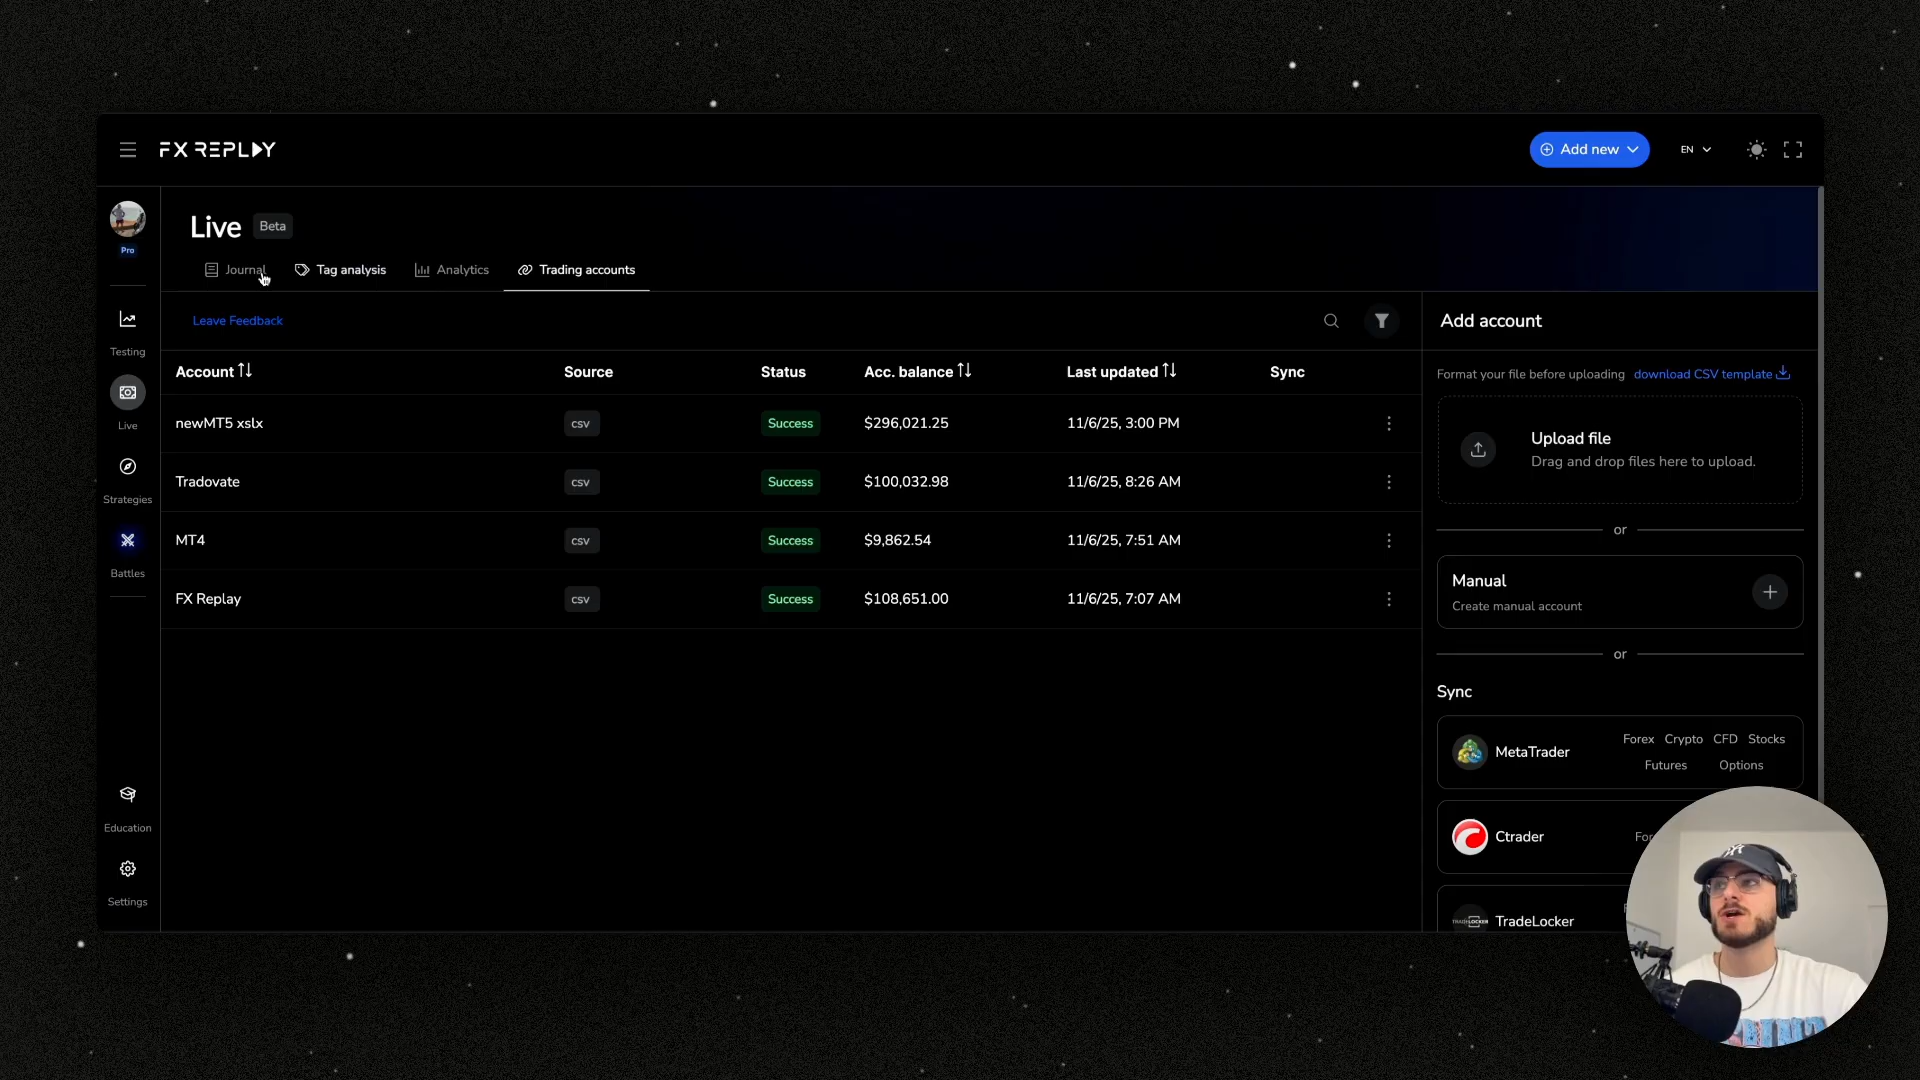 FX REPLAY
Add new
EN
Pro
Live Beta
Journal Tag analysis Analytics Trading accounts
Testing
Live
Strategies
Battles
Education
Settings
Leave Feedback
Account Source Status Acc. balance Last updated Sync
newMT5 xslx csv Success $296,021.25 11/6/25, 3:00 PM
Tradovate csv Success $100,032.98 11/6/25, 8:26 AM
MT4 csv Success $9,862.54 11/6/25, 7:51 AM
FX Replay csv Success $108,651.00 11/6/25, 7:07 AM
Add account
Format your file before uploading download CSV template
Upload file
Drag and drop files here to upload.
or
Manual
Create manual account
or
Sync
MetaTrader
Forex Crypto CFD Stocks
Futures Options
Ctrader
TradeLocker